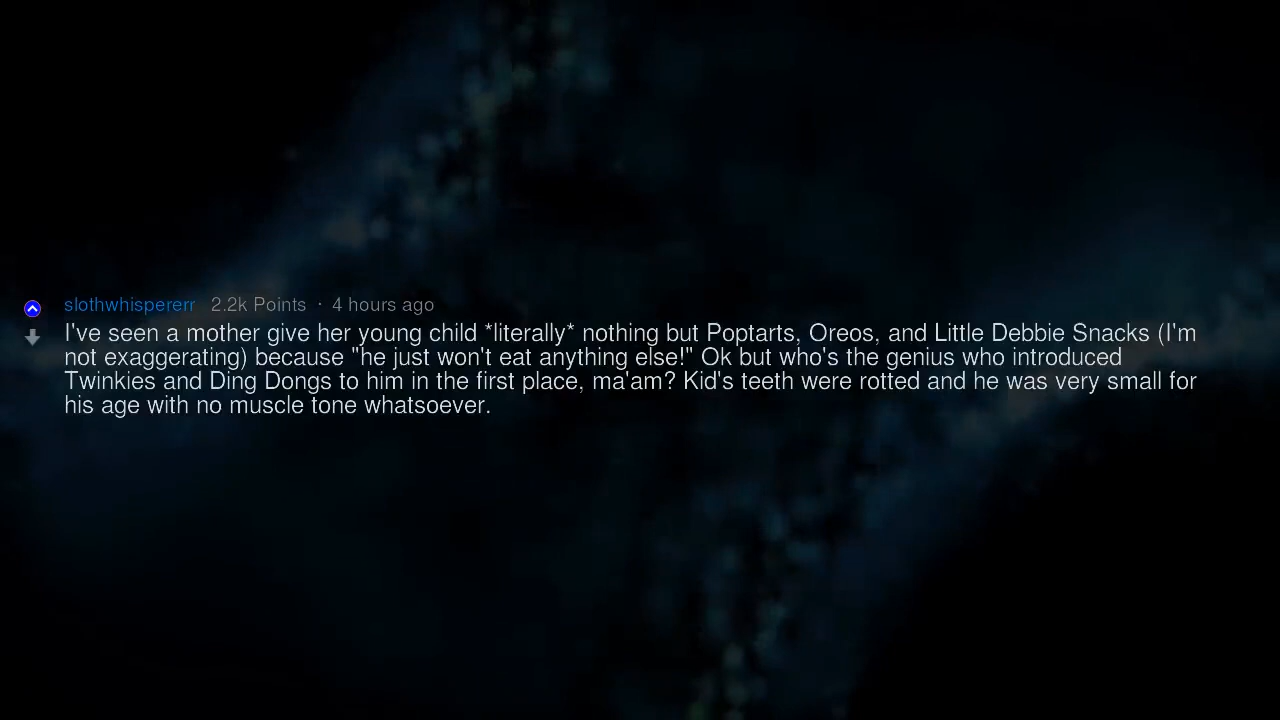 slothwhispererr 2.2k Points · 4 hours ago
I've seen a mother give her young child *literally* nothing but Poptarts, Oreos, and Little Debbie Snacks (I'm
not exaggerating) because "he just won't eat anything else!" Ok but who's the genius who introduced
Twinkies and Ding Dongs to him in the first place, ma'am? Kid's teeth were rotted and he was very small for
his age with no muscle tone whatsoever.